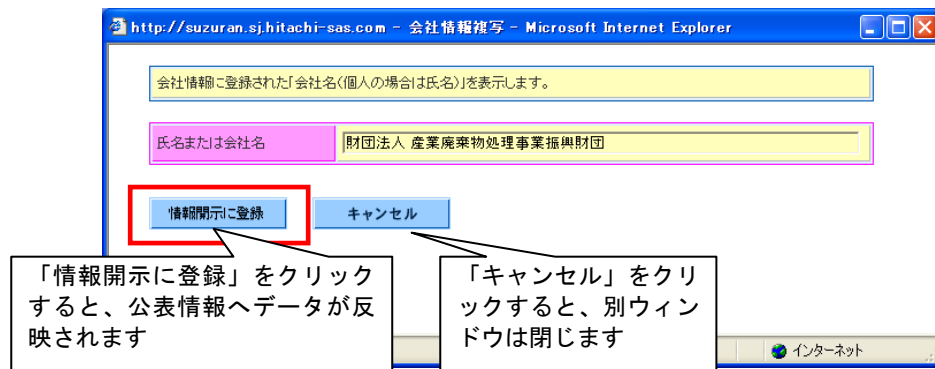 http://suzuran.sj.hitachi-sas.com - 会社情報複写 - Microsoft Internet Explorer
会社情報に登録された「会社名(個人の場合は氏名)」を表示します。
氏名または会社名
財団法人 産業廃棄物処理事業振興財団
情報開示に登録
キャンセル
「情報開示に登録」をクリック
すると、公表情報へデータが反
映されます
「キャンセル」をクリ
ックすると、別ウィン
ドウは閉じます
インターネット